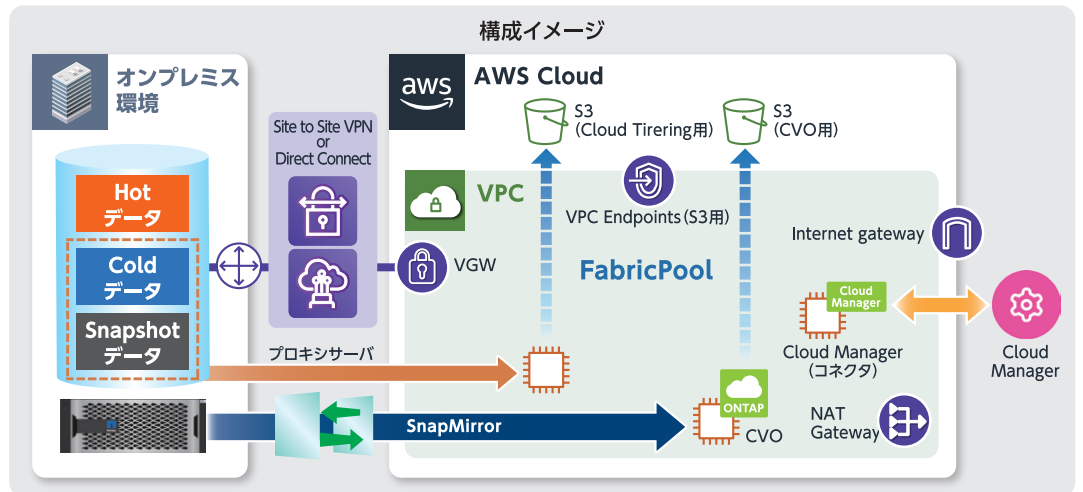 構成イメージ
オンプレミス
環境
aws
AWS Cloud
S3
(Cloud Tirering用)
S3
(CVO用)
Site to Site VPN
or
Direct Connect
Hot
データ
Cold
データ
Snapshot
データ
VPC
VPC Endpoints(S3用)
Internet gateway
VGW
FabricPool
Cloud
Manager
Cloud Manager
(コネクタ)
Cloud
Manager
プロキシサーバ
SnapMirror
ONTAP
CVO
NAT
Gateway